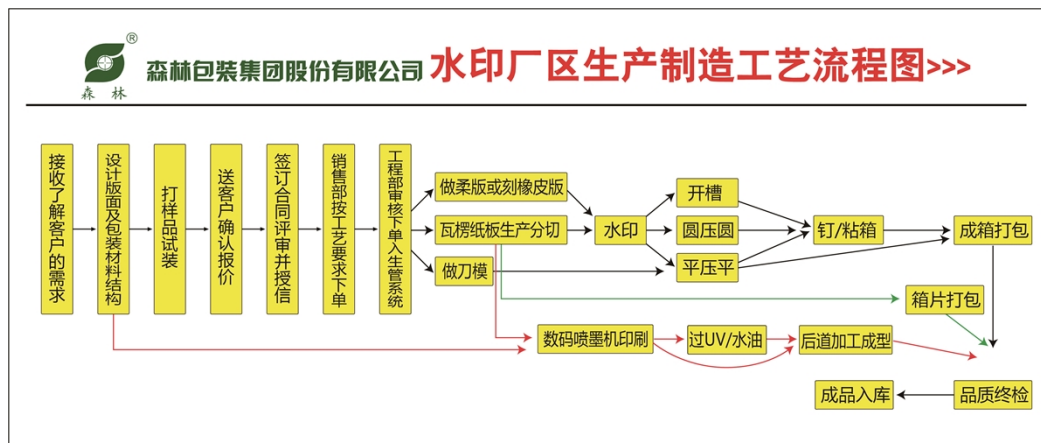 ®
森林
森林包装集团股份有限公司 水印厂区生产制造工艺流程图>>>
接收了解客户的需求
设计版面及包装材料结构
打样品试装
送客户确认报价
签订合同评审并授信
销售部按工艺要求下单
工程部审核下单入生管系统
做柔版或刻橡皮版
瓦楞纸板生产分切
做刀模
水印
开槽
圆压圆
平压平
钉/粘箱
成箱打包
箱片打包
数码喷墨机印刷
过UV/水油
后道加工成型
成品入库
品质终检